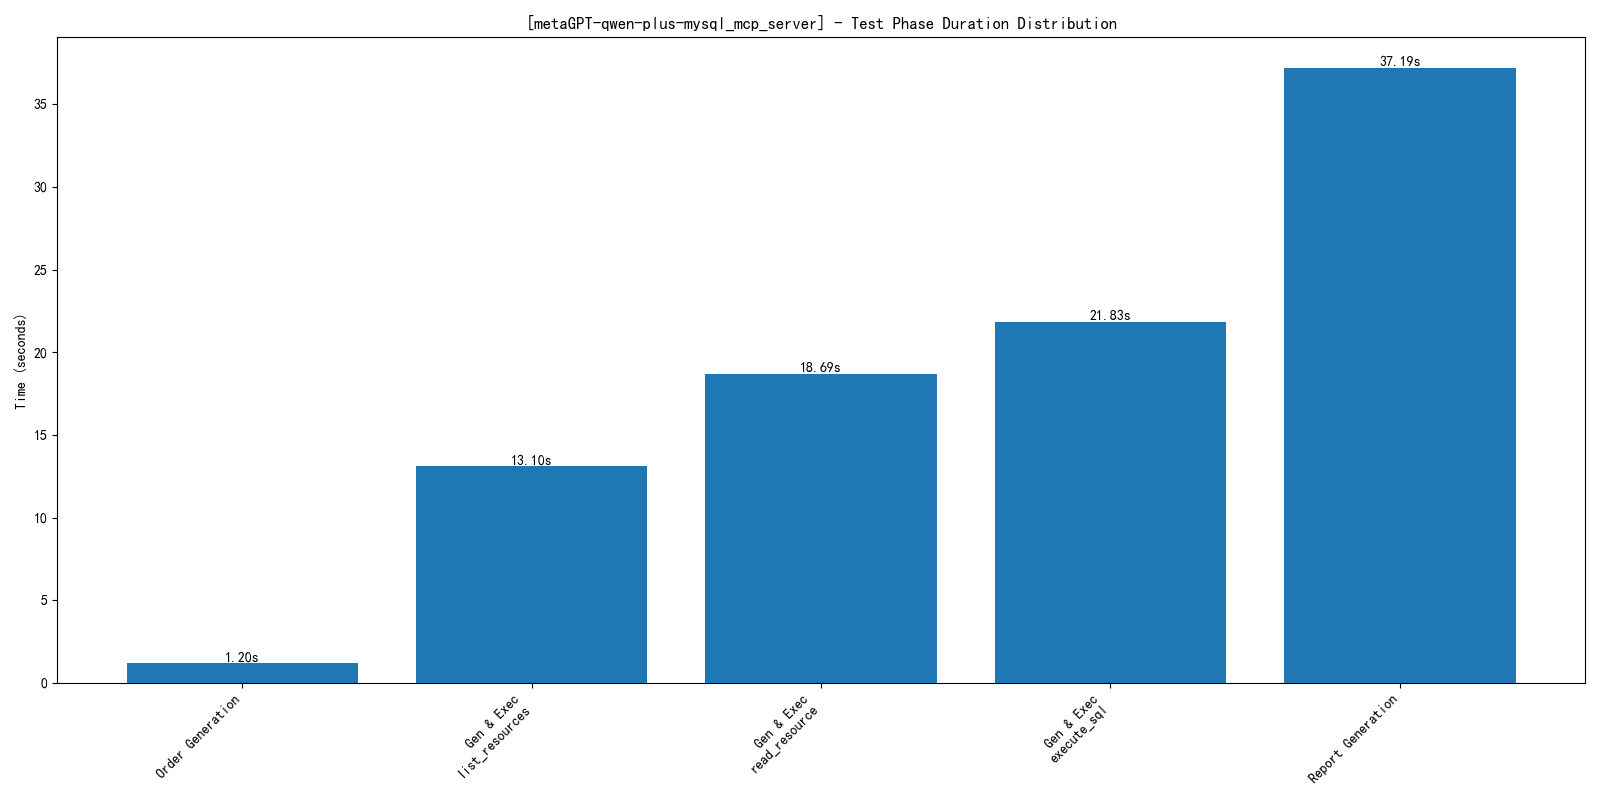 [metaGPT-qwen-plus-mysql_mcp_server] - Test Phase Duration Distribution
Time (seconds)
35
30
25
20
15
10
5
0
1.20s
13.10s
18.69s
21.83s
37.19s
Order Generation
Gen & Exec
list_resources
Gen & Exec
read_resource
Gen & Exec
execute_sql
Report Generation